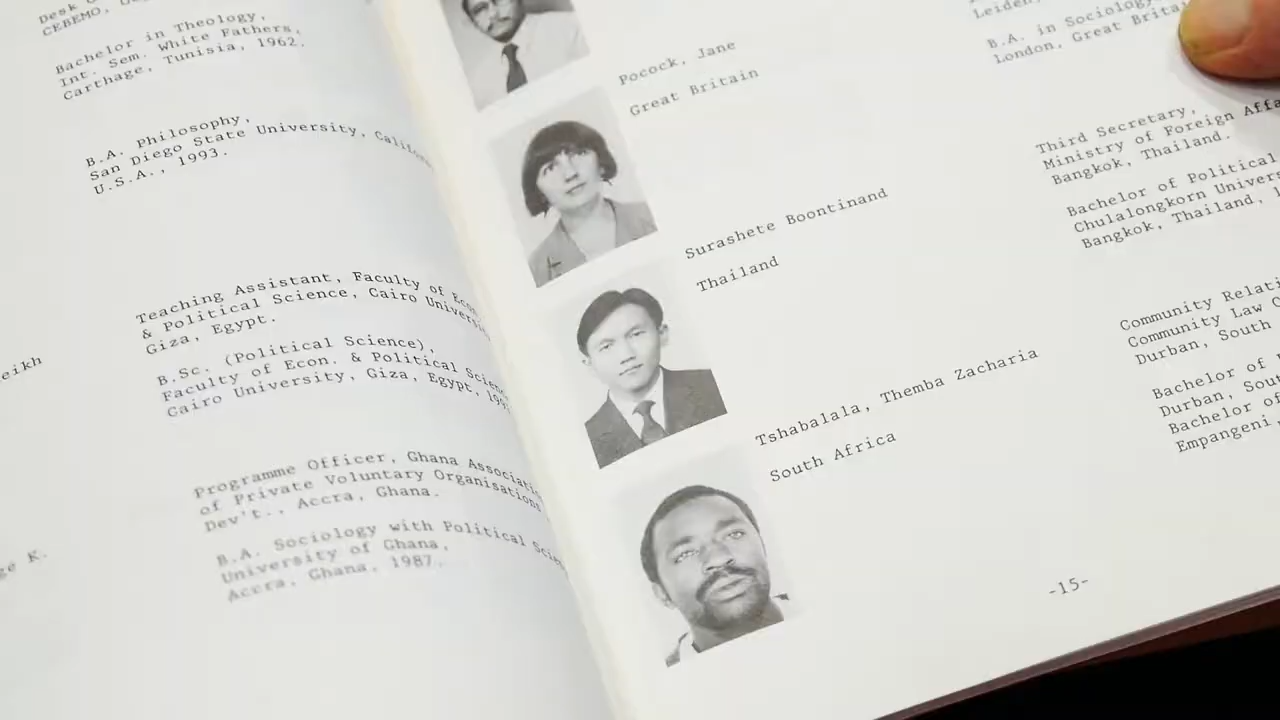 Desk
CEBEMO,
Bachelor in Theology,
Int. Sem. White Fathers,
Carthage, Tunisia, 1962.
B.A. Philosophy,
San Diego State University,
U.S.A., 1993.
Teaching Assistant, Faculty of
& Political Science, Cairo
Giza, Egypt.
B.Sc. (Political Science),
Faculty of Econ. & Political
Cairo University, Giza, Egypt.
Programme Officer, Ghana
of Private Voluntary Organisations
Dev't., Accra, Ghana.
B.A. Sociology with Political
University of Ghana,
Accra, Ghana, 1987.
eikh
ge K.
Pocock, Jane
Great Britain
Surashete Boontinand
Thailand
Tshabalala, Themba Zacharia
South Africa
Leiden,
B.A. in Sociology
London, Great
Third Secretary,
Ministry of Foreign
Bangkok, Thailand.
Bachelor of Political
Chulalongkorn
Bangkok, Thailand,
Community
Community Law
Durban, South
Bachelor of
Durban,
Bachelor of
Empangeni,
-15-